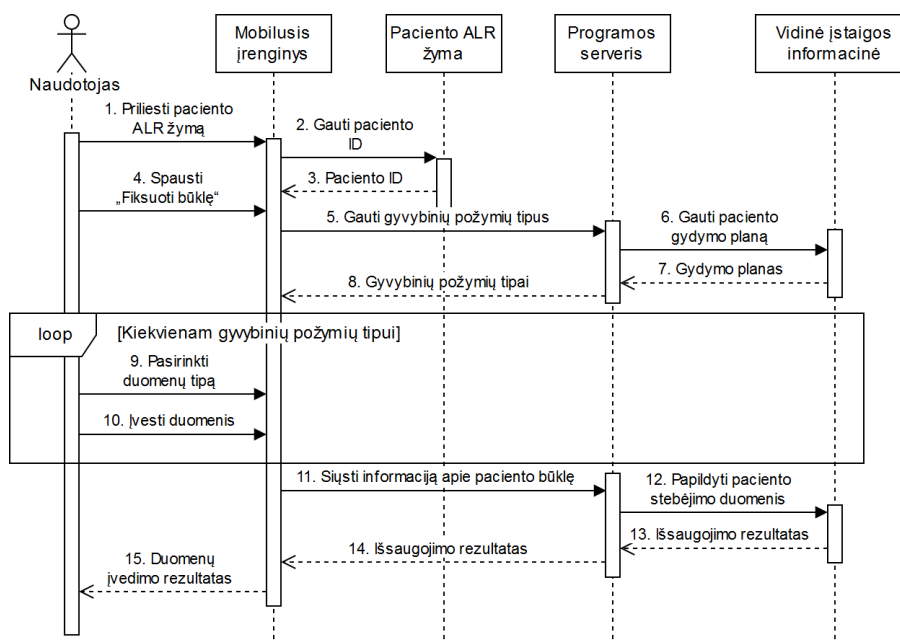 Naudotojas
Mobilusis
įrenginys
Paciento ALR
žyma
Programos
serveris
Vidinė įstaigos
informacinė
1. Priliesti paciento
ALR žymą
2. Gauti paciento
ID
3. Paciento ID
4. Spausti
„Fiksuoti būklę“
5. Gauti gyvybinių požymių tipus
6. Gauti paciento
gydymo planą
7. Gydymo planas
8. Gyvybinių požymių tipai
loop
[Kiekvienam gyvybinių požymių tipui]
9. Pasirinkti
duomenų tipą
10. Įvesti duomenis
11. Siųsti informaciją apie paciento būklę
12. Papildyti paciento
stebėjimo duomenis
13. Išsaugojimo rezultatas
14. Išsaugojimo rezultatas
15. Duomenų
įvedimo rezultatas